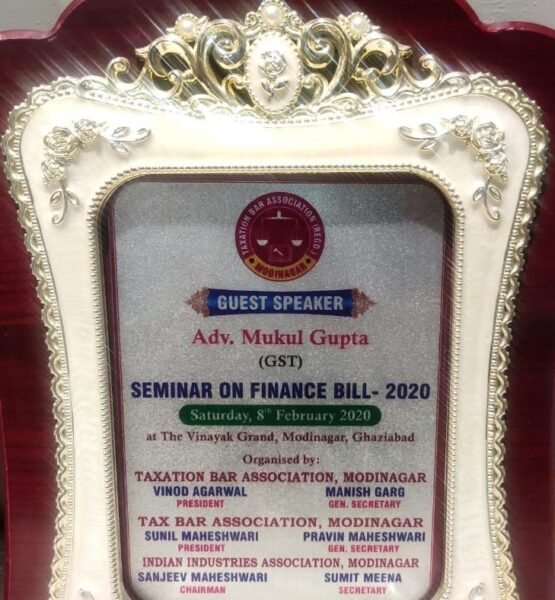 TAXATION BAR ASSOCIATION (REGD.)
MODINAGAR
GUEST SPEAKER
Adv. Mukul Gupta
(GST)
SEMINAR ON FINANCE BILL- 2020
Saturday, 8th February 2020
at The Vinayak Grand, Modinagar, Ghaziabad
Organised by:
TAXATION BAR ASSOCIATION, MODINAGAR
VINOD AGARWAL MANISH GARG
PRESIDENT GEN. SECRETARY
TAX BAR ASSOCIATION, MODINAGAR
SUNIL MAHESHWARI PRAVIN MAHESHWARI
PRESIDENT GEN. SECRETARY
INDIAN INDUSTRIES ASSOCIATION, MODINAGAR
SANJEEV MAHESHWARI SUMIT MEENA
CHAIRMAN SECRETARY